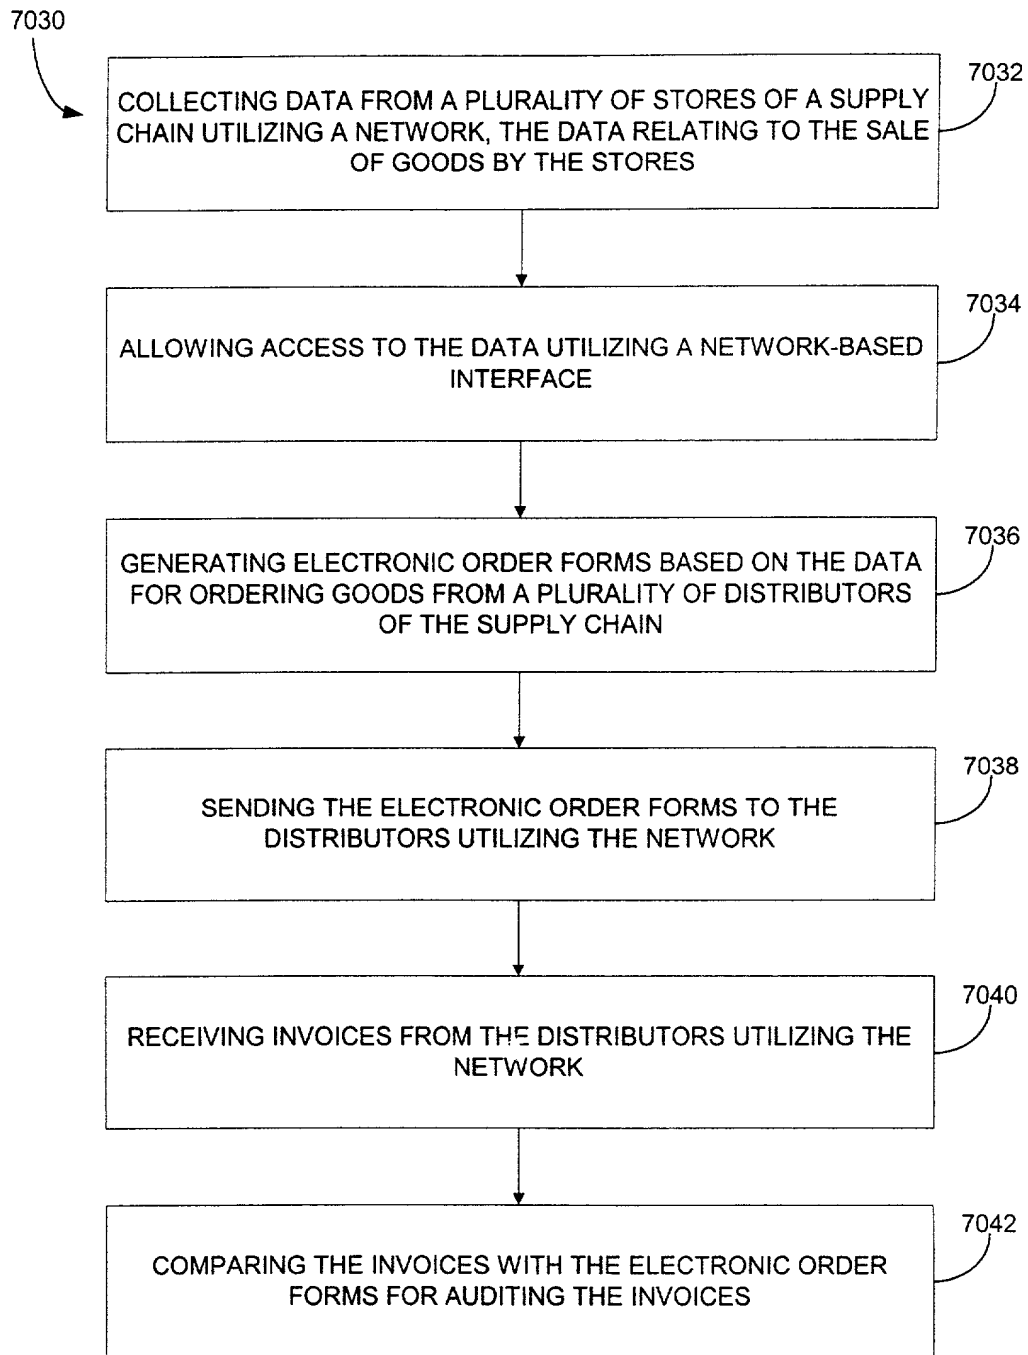 7030
7032
COLLECTING DATA FROM A PLURALITY OF STORES OF A SUPPLY
CHAIN UTILIZING A NETWORK, THE DATA RELATING TO THE SALE
OF GOODS BY THE STORES
7034
ALLOWING ACCESS TO THE DATA UTILIZING A NETWORK-BASED
INTERFACE
7036
GENERATING ELECTRONIC ORDER FORMS BASED ON THE DATA
FOR ORDERING GOODS FROM A PLURALITY OF DISTRIBUTORS
OF THE SUPPLY CHAIN
7038
SENDING THE ELECTRONIC ORDER FORMS TO THE
DISTRIBUTORS UTILIZING THE NETWORK
7040
RECEIVING INVOICES FROM THE DISTRIBUTORS UTILIZING THE
NETWORK
7042
COMPARING THE INVOICES WITH THE ELECTRONIC ORDER
FORMS FOR AUDITING THE INVOICES